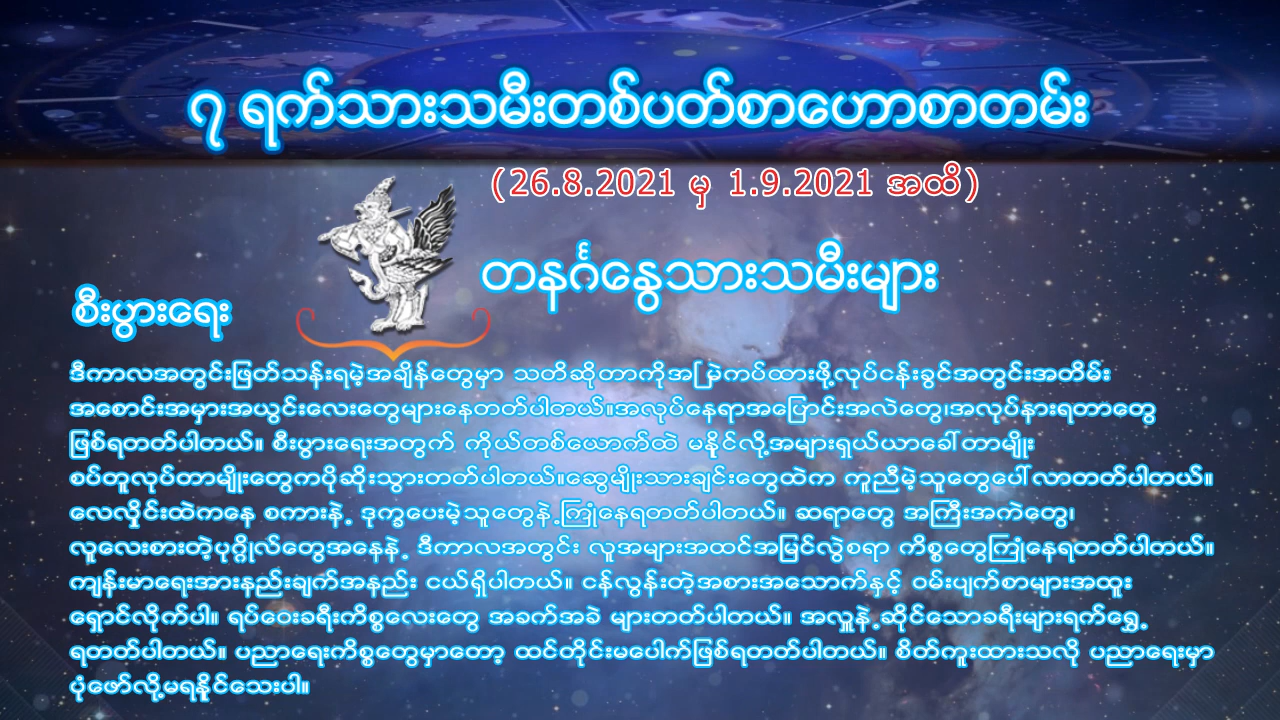 ၇ ရက်သားသမီးတစ်ပတ်စာဟောစာတမ်း
(26.8.2021 မှ 1.9.2021 အထိ)
တနင်္ဂနွေသားသမီးများ
စီးပွားရေး
ဒီကာလအတွင်းဖြတ်သန်းရမဲ့အချိန်တွေမှာ သတိဆိုတာကိုအမြဲကပ်ထားဖို့လုပ်ငန်းခွင်အတွင်းအတိမ်း
အစောင်းအမှားအယွင်းလေးတွေများနေတတ်ပါတယ်။အလုပ်နေရာအပြောင်းအလဲတွေ၊အလုပ်နားရတာတွေ
ဖြစ်ရတတ်ပါတယ်။ စီးပွားရေးအတွက် ကိုယ်တစ်ယောက်ထဲ မနိုင်လို့အများရှယ်ယာခေါ်တာမျိုး
စပ်တူလုပ်တာမျိုးတွေကပိုဆိုးသွားတတ်ပါတယ်။ဆွေမျိုးသားချင်းတွေထဲက ကူညီမဲ့သူတွေပေါ်လာတတ်ပါတယ်။
လေလှိုင်းထဲကနေ စကားနဲ့ ဒုက္ခပေးမဲ့သူတွေနဲ့ကြုံနေရတတ်ပါတယ်။ ဆရာတွေ အကြီးအကဲတွေ၊
လူလေးစားတဲ့ပုဂ္ဂိုလ်တွေအနေနဲ့ ဒီကာလအတွင်း လူအများအထင်အမြင်လွဲစရာ ကိစ္စတွေကြုံနေရတတ်ပါတယ်။
ကျန်းမာရေးအားနည်းချက်အနည်း ငယ်ရှိပါတယ်။ ငန်လွန်းတဲ့အစားအသောက်နှင့် ဝမ်းပျက်စာများအထူး
ရှောင်လိုက်ပါ။ ရပ်ဝေးခရီးကိစ္စလေးတွေ အခက်အခဲ များတတ်ပါတယ်။ အလှူနဲ့ဆိုင်သောခရီးများရက်ရွှေ့
ရတတ်ပါတယ်။ ပညာရေးကိစ္စတွေမှာတော့ ထင်တိုင်းမပေါက်ဖြစ်ရတတ်ပါတယ်။ စိတ်ကူးထားသလို ပညာရေးမှာ
ပုံဖော်လို့မရနိုင်သေးပါ။